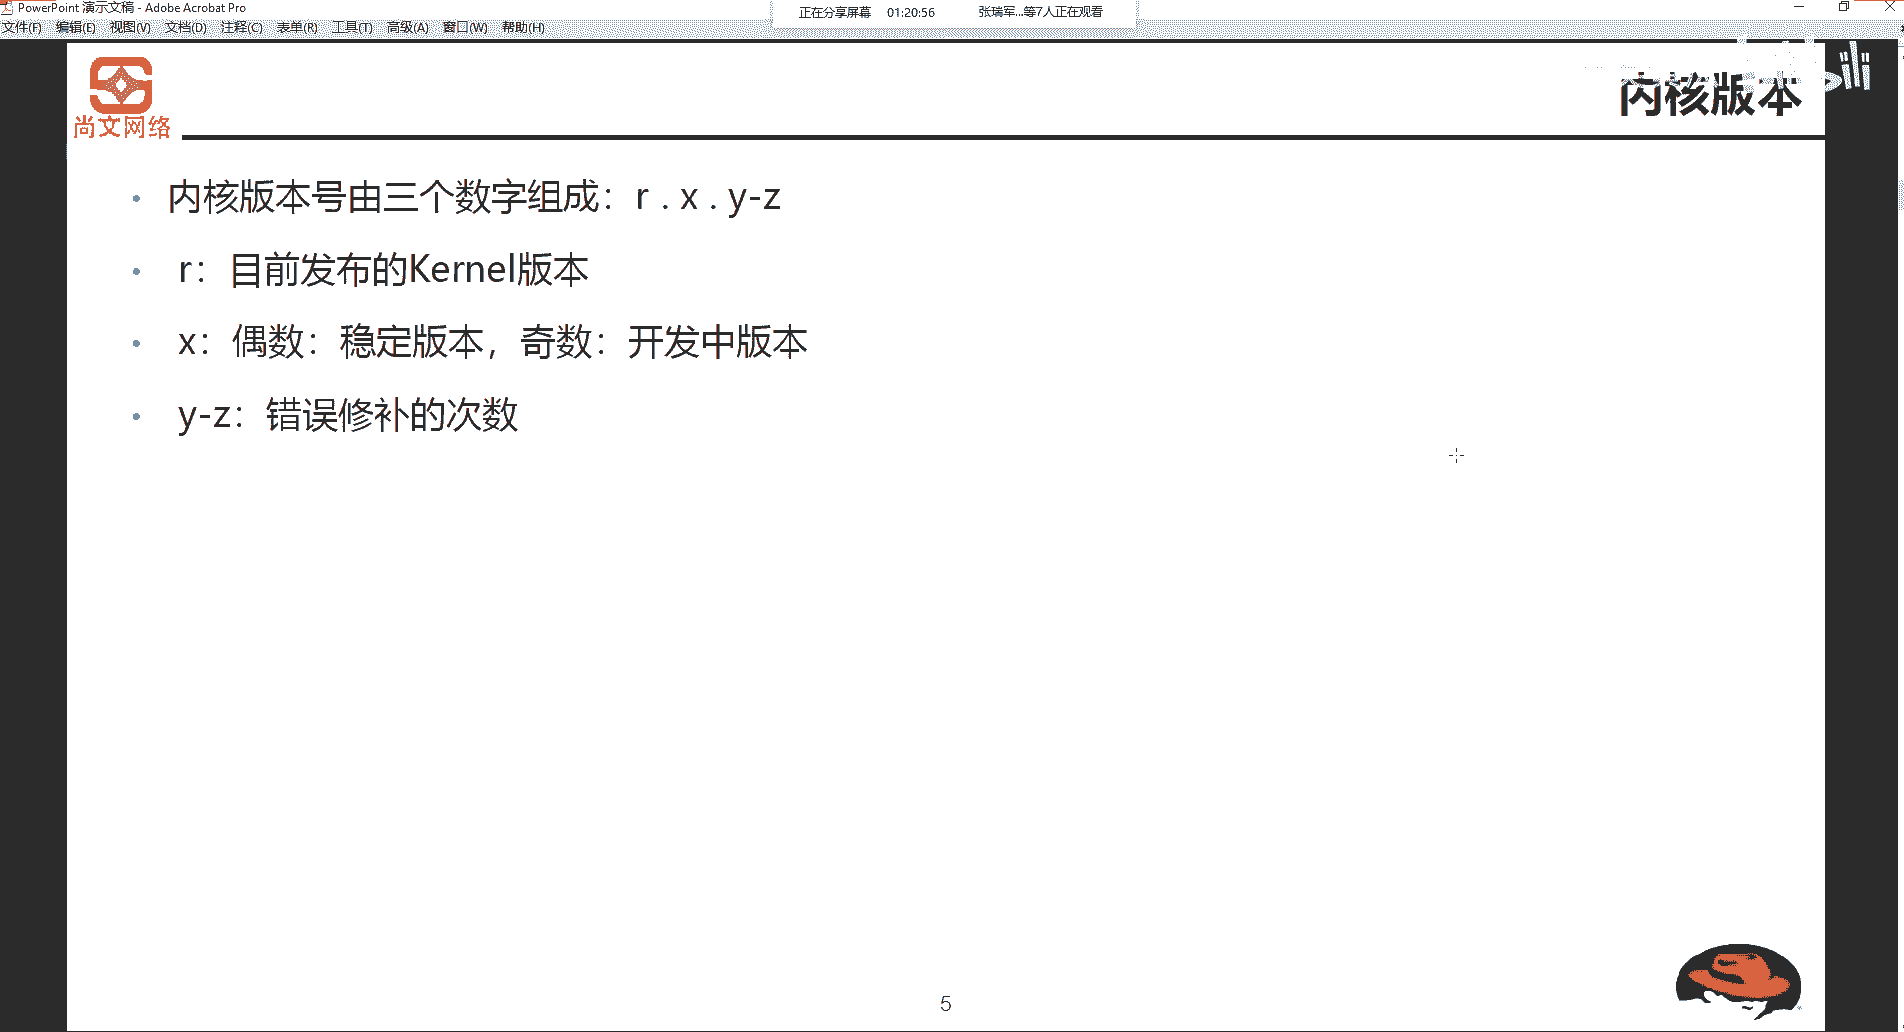 PowerPoint 演示文稿 - Adobe Acrobat Pro
正在分享屏幕 01:20:56 张瑞军...等7人正在观看
文件(F) 编辑(E) 视图(V) 文档(D) 注释(C) 表单(R) 工具(T) 高级(A) 窗口(W) 帮助(H)
尚文网络
内核版本
内核版本号由三个数字组成：r . x . y-z
r：目前发布的Kernel版本
x：偶数：稳定版本，奇数：开发中版本
y-z：错误修补的次数
5